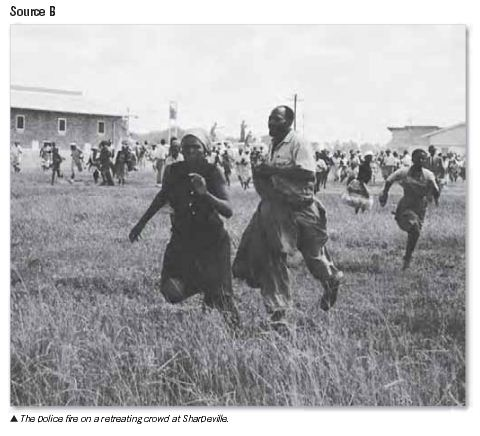 Source B
▲ The police fire on a retreating crowd at Sharpeville.